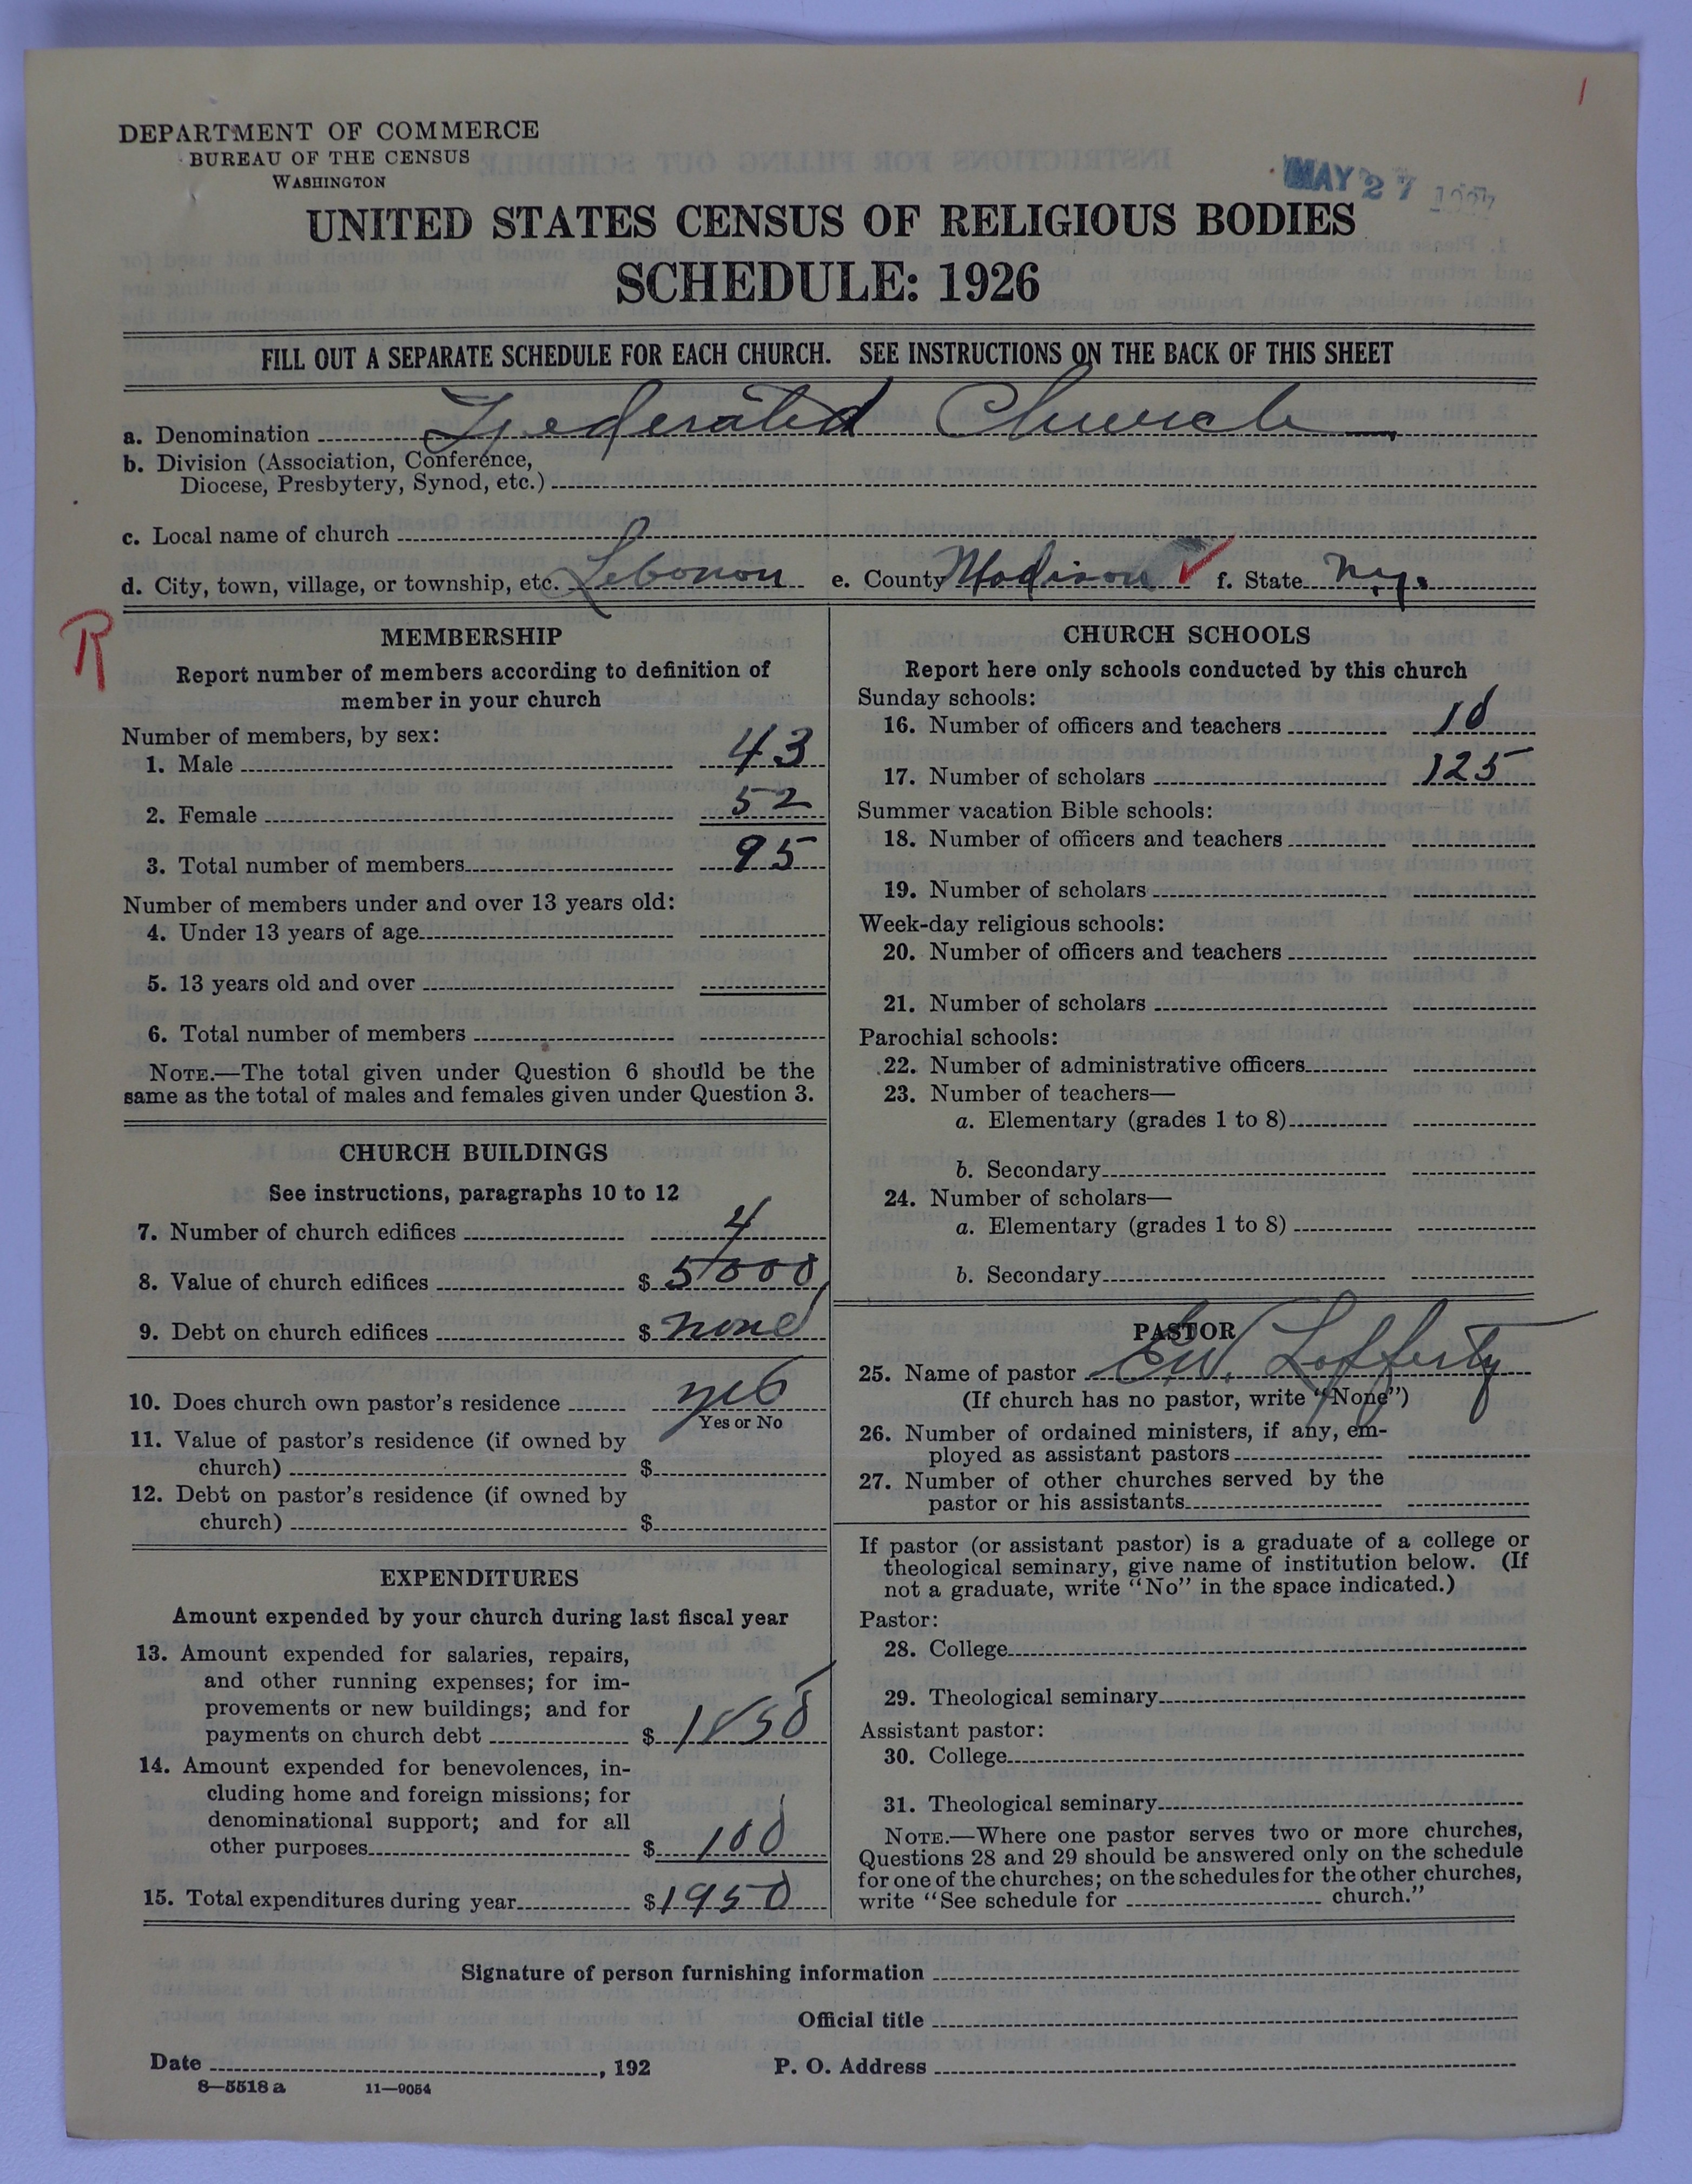 DEPARTMENT OF COMMERCE
BUREAU OF THE CENSUS
WASHINGTON
MAY 27 1927
UNITED STATES CENSUS OF RELIGIOUS BODIES
SCHEDULE: 1926
FILL OUT A SEPARATE SCHEDULE FOR EACH CHURCH. SEE INSTRUCTIONS ON THE BACK OF THIS SHEET
a. Denomination Federated Church
b. Division (Association, Conference,
Diocese, Presbytery, Synod, etc.)
c. Local name of church
d. City, town, village, or township, etc. Lebonon e. County Madison f. State N.Y.
R
MEMBERSHIP
Report number of members according to definition of
member in your church
Number of members, by sex:
1. Male 43
2. Female 52
3. Total number of members 95
Number of members under and over 13 years old:
4. Under 13 years of age
5. 13 years old and over
6. Total number of members
NOTE.—The total given under Question 6 should be the
same as the total of males and females given under Question 3.
CHURCH BUILDINGS
See instructions, paragraphs 10 to 12
7. Number of church edifices 4
8. Value of church edifices $ 5000
9. Debt on church edifices $ none
10. Does church own pastor's residence yes
Yes or No
11. Value of pastor's residence (if owned by
church) $
12. Debt on pastor's residence (if owned by
church) $
EXPENDITURES
Amount expended by your church during last fiscal year
13. Amount expended for salaries, repairs,
and other running expenses; for im-
provements or new buildings; and for
payments on church debt $ 1850
14. Amount expended for benevolences, in-
cluding home and foreign missions; for
denominational support; and for all
other purposes $ 100
15. Total expenditures during year $ 1950
CHURCH SCHOOLS
Report here only schools conducted by this church
Sunday schools:
16. Number of officers and teachers 10
17. Number of scholars 125
Summer vacation Bible schools:
18. Number of officers and teachers
19. Number of scholars
Week-day religious schools:
20. Number of officers and teachers
21. Number of scholars
Parochial schools:
22. Number of administrative officers
23. Number of teachers—
a. Elementary (grades 1 to 8)
b. Secondary
24. Number of scholars—
a. Elementary (grades 1 to 8)
b. Secondary
PASTOR
25. Name of pastor E.W. Lofferty
(If church has no pastor, write "None")
26. Number of ordained ministers, if any, em-
ployed as assistant pastors
27. Number of other churches served by the
pastor or his assistants
If pastor (or assistant pastor) is a graduate of a college or
theological seminary, give name of institution below. (If
not a graduate, write "No" in the space indicated.)
Pastor:
28. College
29. Theological seminary
Assistant pastor:
30. College
31. Theological seminary
NOTE.—Where one pastor serves two or more churches,
Questions 28 and 29 should be answered only on the schedule
for one of the churches; on the schedules for the other churches,
write "See schedule for church."
Signature of person furnishing information
Official title
Date , 192 P. O. Address
8—5518 a 11—9054